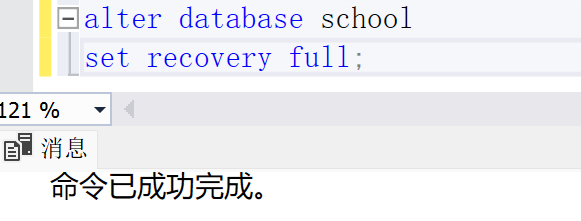 alter database school
set recovery full;
121 %
消息
命令已成功完成。